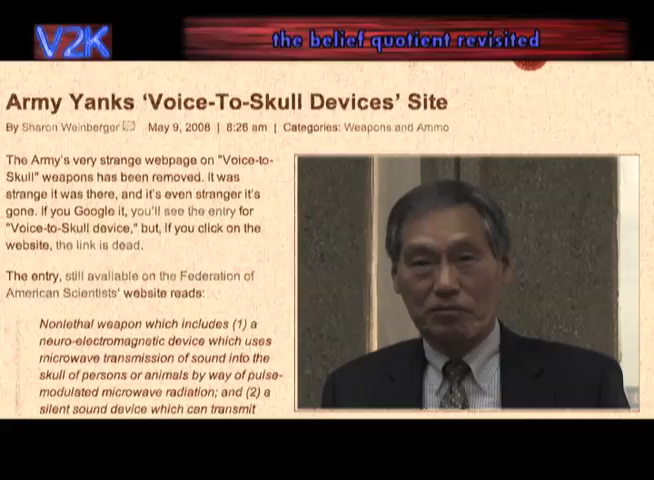 V2K
the belief quotient revisited
Army Yanks ‘Voice-To-Skull Devices’ Site
By Sharon Weinberger May 9, 2008 | 8:26 am | Categories: Weapons and Ammo
The Army's very strange webpage on "Voice-to-
Skull" weapons has been removed. It was
strange it was there, and it's even stranger it's
gone. If you Google it, you'll see the entry for
"Voice-to-Skull device," but, if you click on the
website, the link is dead.
The entry, still available on the Federation of
American Scientists' website reads:
Nonlethal weapon which includes (1) a
neuro-electromagnetic device which uses
microwave transmission of sound into the
skull of persons or animals by way of pulse-
modulated microwave radiation; and (2) a
silent sound device which can transmit